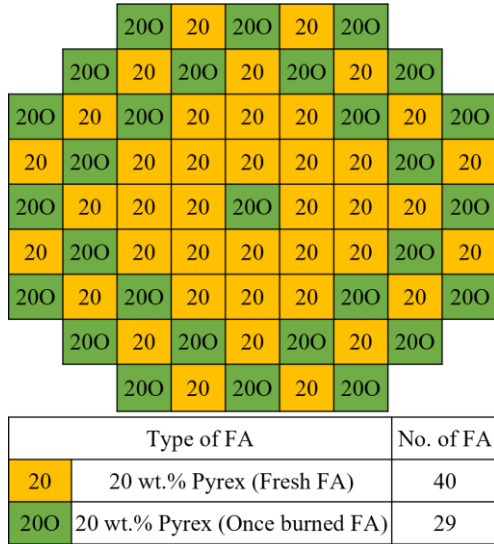 20O 20 20O 20 20O
20O 20 20O 20 20O 20 20O
20O 20 20O 20 20 20 20O 20 20O
20 20O 20 20 20 20 20 20O 20
20O 20 20 20 20O 20 20 20 20O
20 20O 20 20 20 20 20 20O 20
20O 20 20O 20 20 20 20O 20 20O
20O 20 20O 20 20O 20 20O
20O 20 20O 20 20O
Type of FA No. of FA
20 20 wt.% Pyrex (Fresh FA) 40
20O 20 wt.% Pyrex (Once burned FA) 29